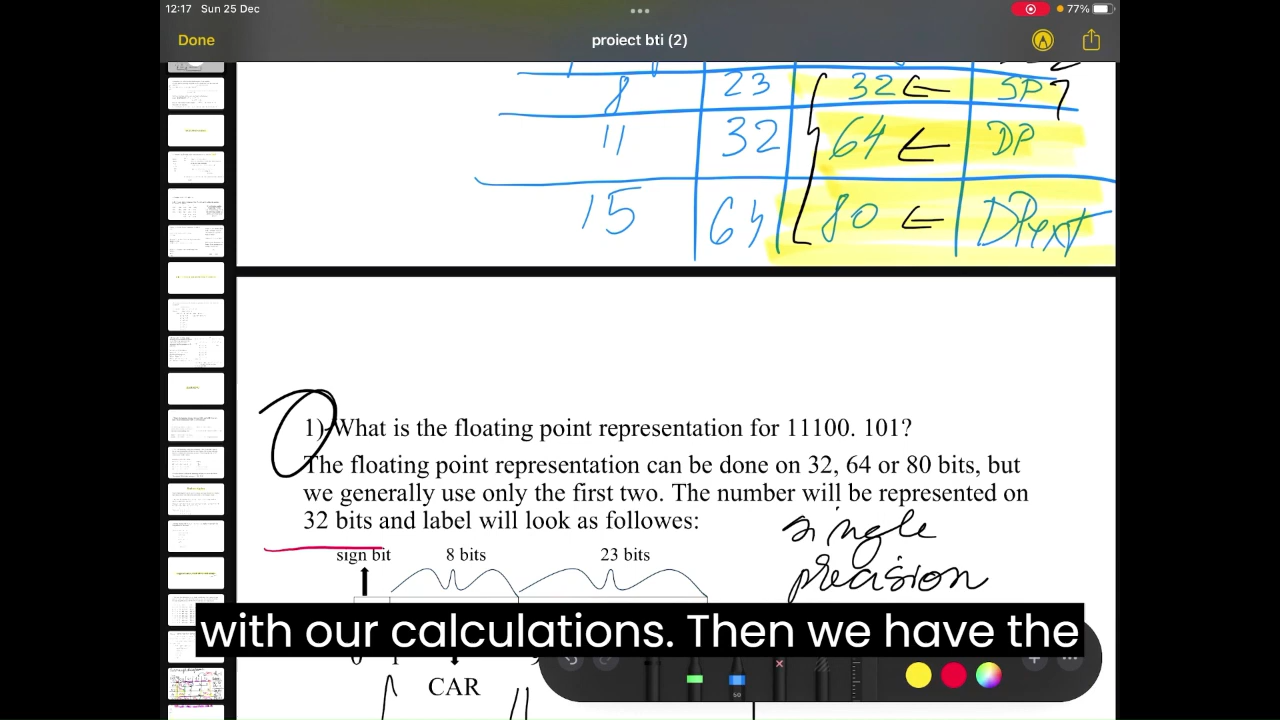 12:17 Sun 25 Dec 77%
Done proiect bti (2)
8 23 32 ← SP
11 32 64 ← DP
15 64 80 ← DPext
1) What is the floating point representation for 11100. 101?
The floating point representation can be done on 32, 64 or 80 bits, but
we generally use only the first two. The number will be represented on
32 bits and label will look as followes:
single
precision
sign bit 8 bits 23 bits
with our cacutations. Then we have the
CAR
50